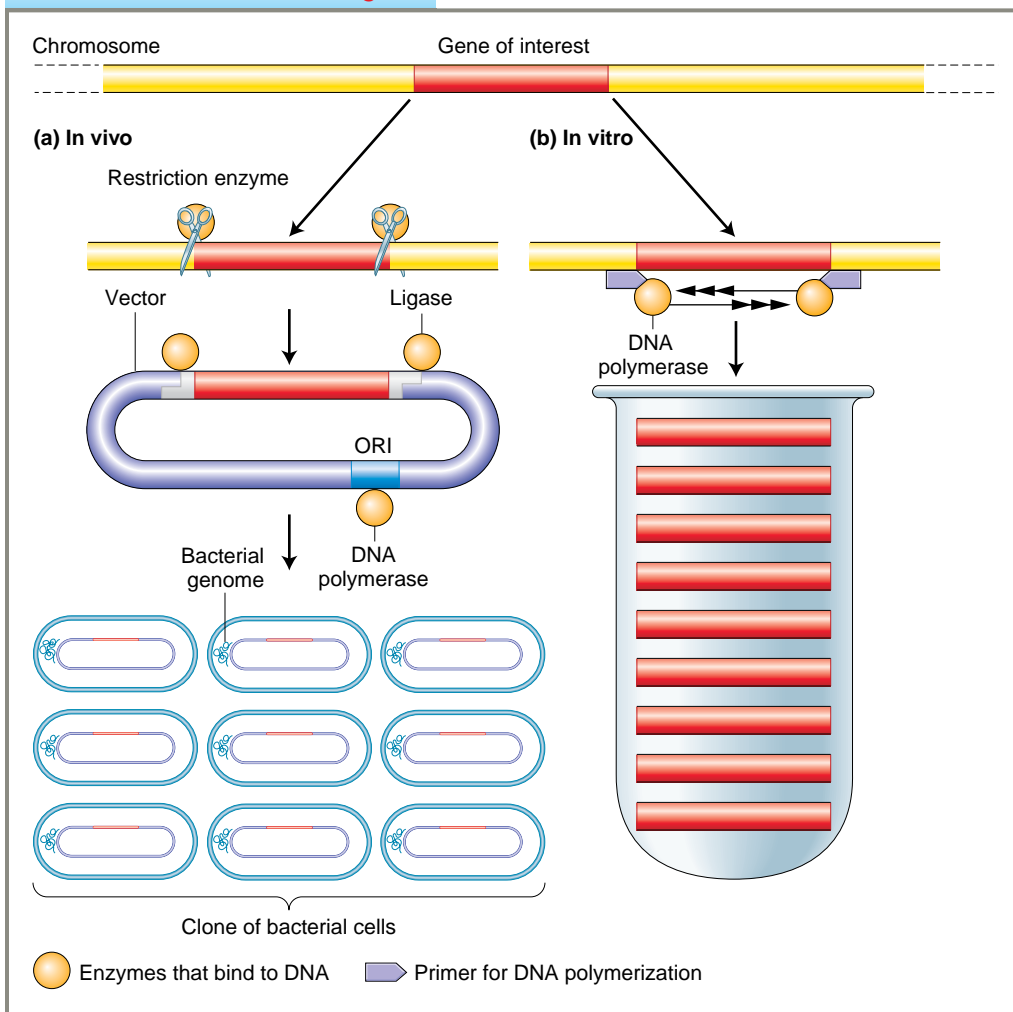 Chromosome
Gene of interest
(a) In vivo
(b) In vitro
Restriction enzyme
Vector
Ligase
DNA
polymerase
ORI
Bacterial
genome
DNA
polymerase
Clone of bacterial cells
Enzymes that bind to DNA
Primer for DNA polymerization